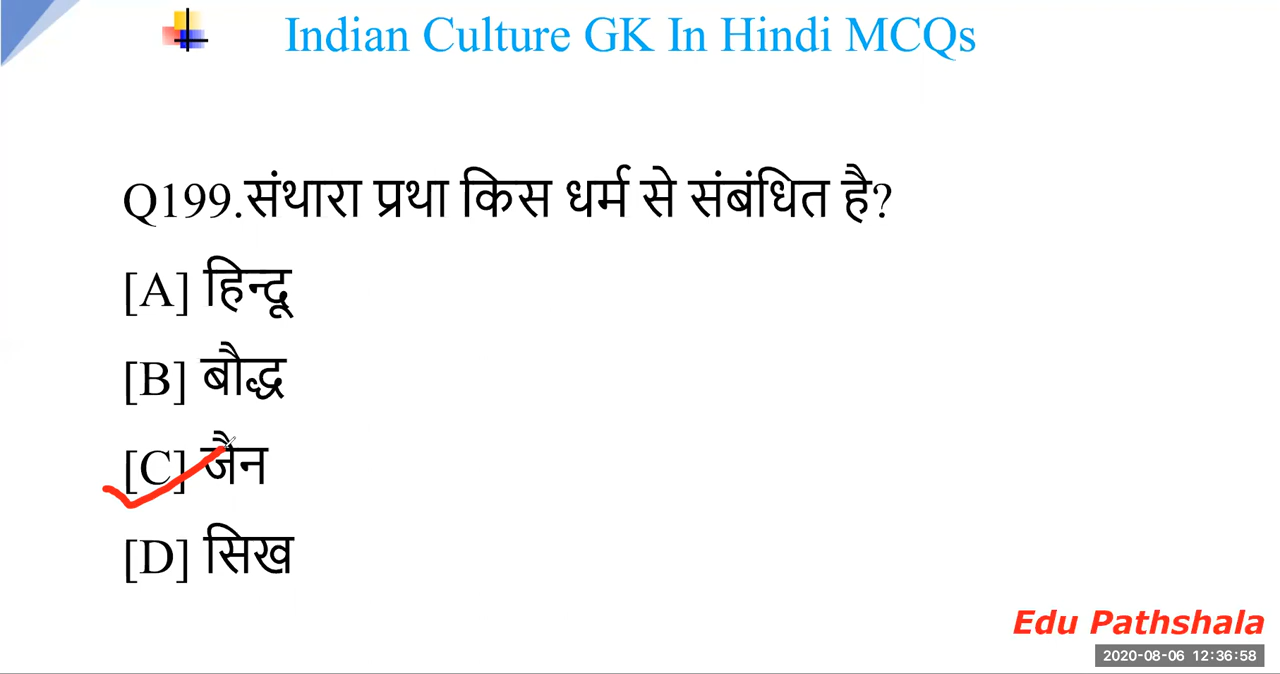 Indian Culture GK In Hindi MCQs
Q199.संथारा प्रथा किस धर्म से संबंधित है?
[A] हिन्दू
[B] बौद्ध
[C] जैन
[D] सिख
Edu Pathshala
2020-08-06 12:36:58